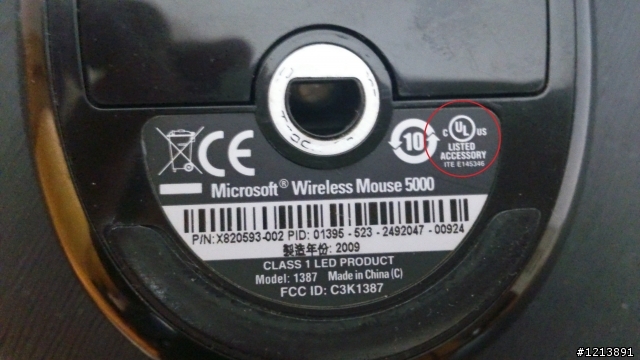 CE
10
C UL US
LISTED
ACCESSORY
ITE E145346
Microsoft® Wireless Mouse 5000
P/N:X820593-002 PID: 01395 - 523 - 2492047 - 00924
製造年份: 2009
CLASS 1 LED PRODUCT
Model: 1387 Made in China (C)
FCC ID: C3K1387
#1213891